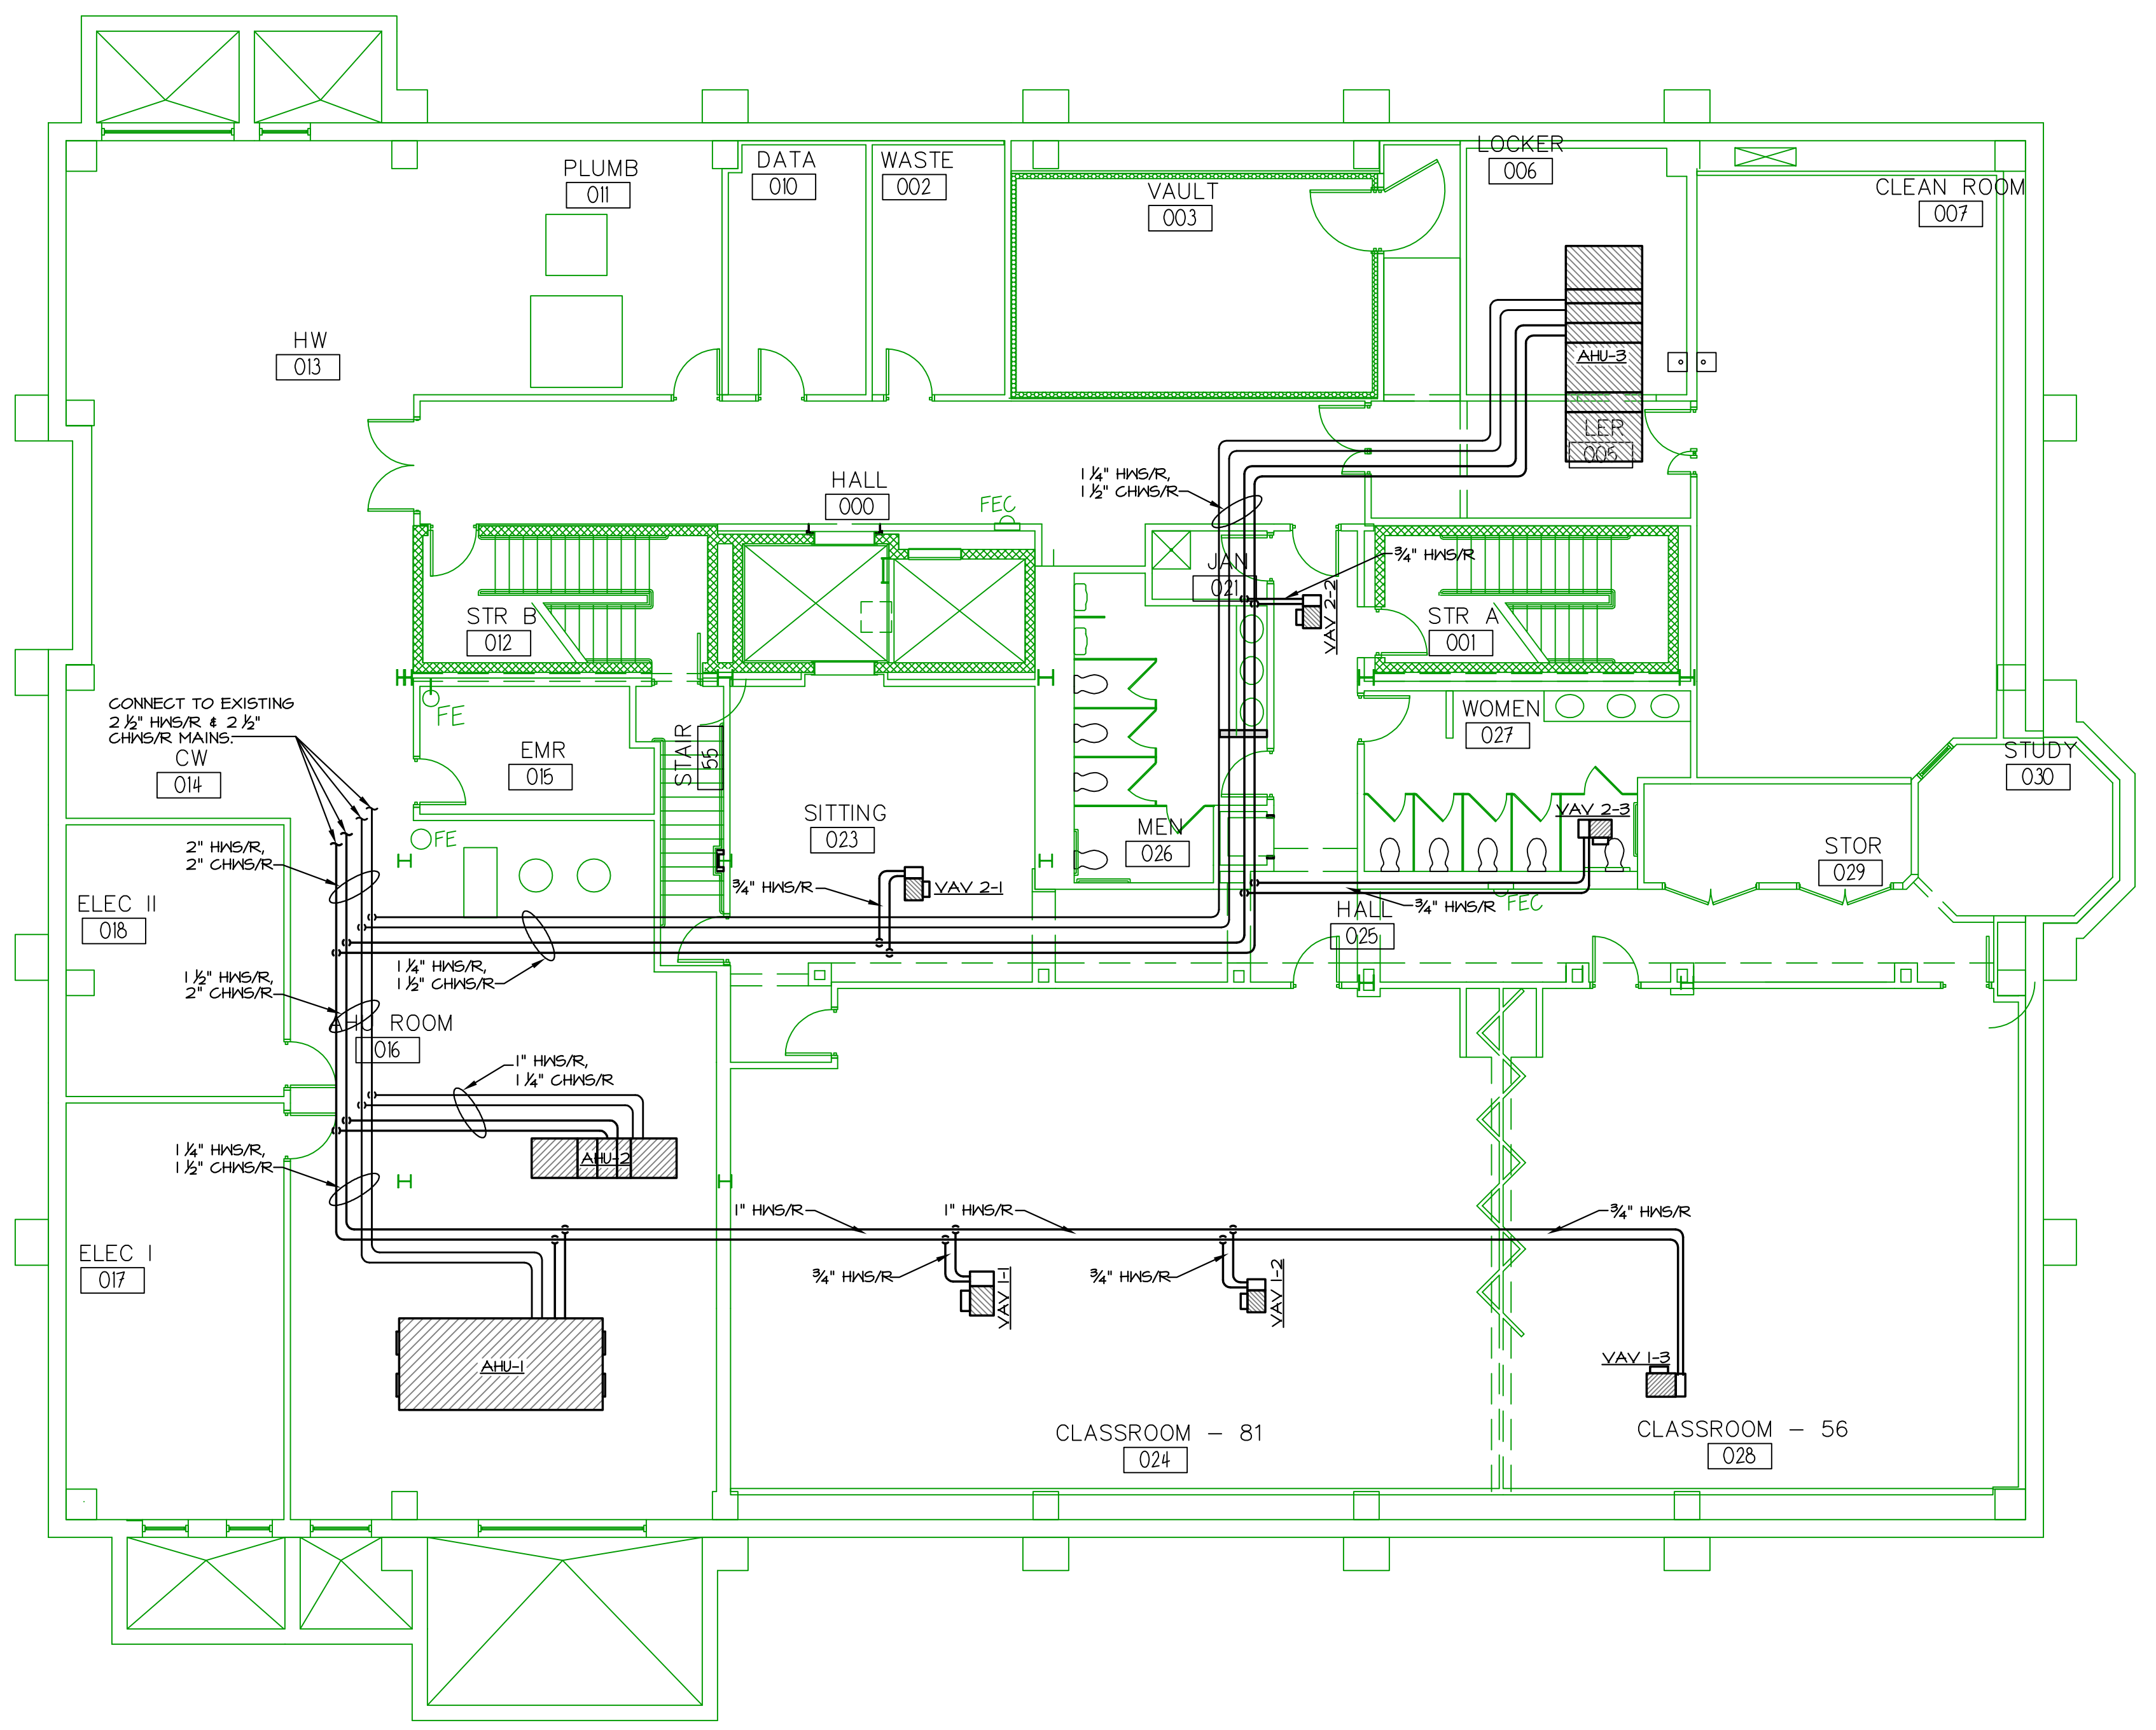 LOCKER
006
PLUMB
011
DATA
010
WASTE
002
VAULT
003
CLEAN ROOM
007
HW
013
AHU-3
LER
005
HALL
000
FEC
1 1/4" HWS/R,
1 1/2" CHWS/R
3/4" HWS/R
JAN
021
VAV 2-2
STR B
012
STR A
001
CONNECT TO EXISTING
2 1/2" HWS/R & 2 1/2"
CHWS/R MAINS.
CW
014
FE
EMR
015
STAIR
55
WOMEN
027
STUDY
030
SITTING
023
VAV 2-3
MEN
026
STOR
029
FE
2" HWS/R,
2" CHWS/R
3/4" HWS/R
VAV 2-1
3/4" HWS/R
FEC
ELEC II
018
HALL
025
1 1/4" HWS/R,
1 1/2" CHWS/R
1 1/2" HWS/R,
2" CHWS/R
AHU ROOM
016
1" HWS/R,
1 1/4" CHWS/R
1 1/4" HWS/R,
1 1/2" CHWS/R
AHU-2
1" HWS/R
1" HWS/R
3/4" HWS/R
ELEC I
017
3/4" HWS/R
VAV 1-1
3/4" HWS/R
VAV 1-2
AHU-1
VAV 1-3
CLASSROOM - 81
024
CLASSROOM - 56
028